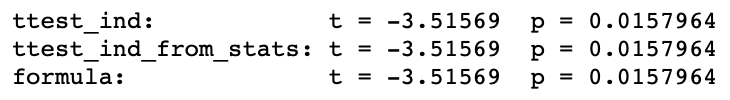 ttest_ind:            t = -3.51569  p = 0.0157964
ttest_ind_from_stats: t = -3.51569  p = 0.0157964
formula:              t = -3.51569  p = 0.0157964